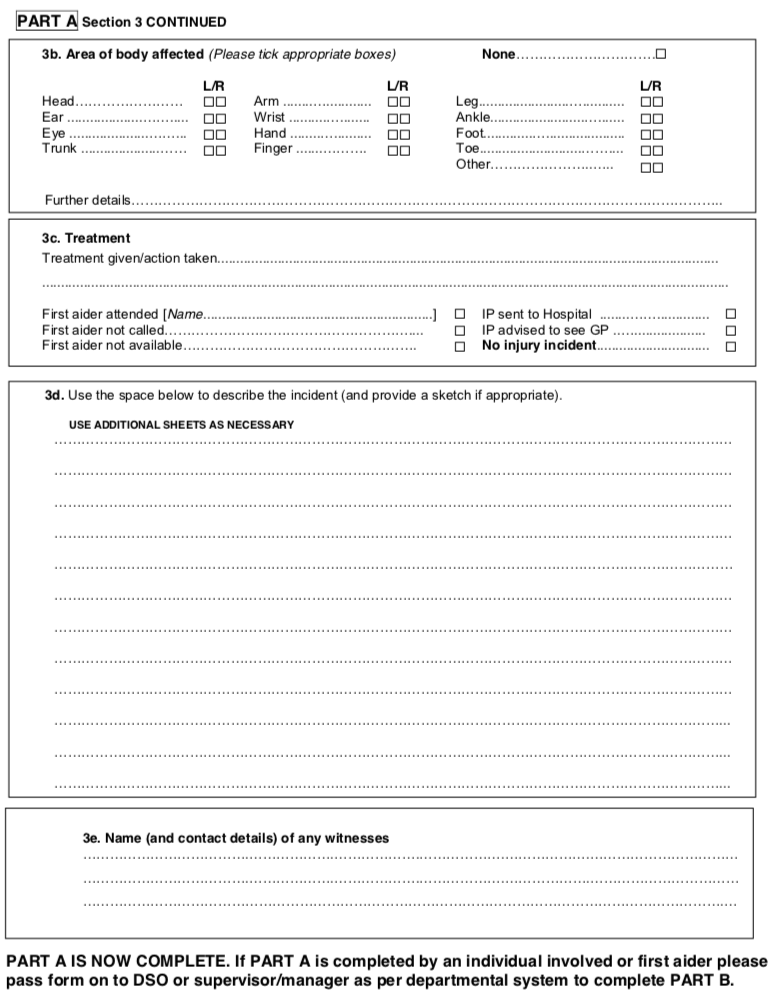 PART A Section 3 CONTINUED
3b. Area of body affected (Please tick appropriate boxes) None……………………………☐
L/R L/R L/R
Head…………………… ☐☐ Arm ........................ ☐☐ Leg....................................... ☐☐
Ear ................................ ☐☐ Wrist ...................... ☐☐ Ankle.................................... ☐☐
Eye ............................... ☐☐ Hand ...................... ☐☐ Foot...................................... ☐☐
Trunk ............................ ☐☐ Finger ................... ☐☐ Toe....................................... ☐☐
Other………………………. ☐☐
Further details…………………………………………………………………………………………………………………..
3c. Treatment
Treatment given/action taken....................................................................................................................................
....................................................................................................................................................................................
First aider attended [Name.............................................................................] ☐ IP sent to Hospital ............................. ☐
First aider not called………………………………………………... ☐ IP advised to see GP ......................... ☐
First aider not available…………………………………………. ☐ No injury incident.............................. ☐
3d. Use the space below to describe the incident (and provide a sketch if appropriate).
USE ADDITIONAL SHEETS AS NECESSARY
……………………………………………………………………………………………………………………………………
……………………………………………………………………………………………………………………………………
……………………………………………………………………………………………………………………………………
……………………………………………………………………………………………………………………………………
……………………………………………………………………………………………………………………………………
……………………………………………………………………………………………………………………………………
……………………………………………………………………………………………………………………………………
……………………………………………………………………………………………………………………………………
……………………………………………………………………………………………………………………………………
……………………………………………………………………………………………………………………………………
……………………………………………………………………………………………………………………………………
……………………………………………………………………………………………………………………………………
3e. Name (and contact details) of any witnesses
………………………………………………………………………………………………………………………………
………………………………………………………………………………………………………………………………
………………………………………………………………………………………………………………………………
PART A IS NOW COMPLETE. If PART A is completed by an individual involved or first aider please
pass form on to DSO or supervisor/manager as per departmental system to complete PART B.